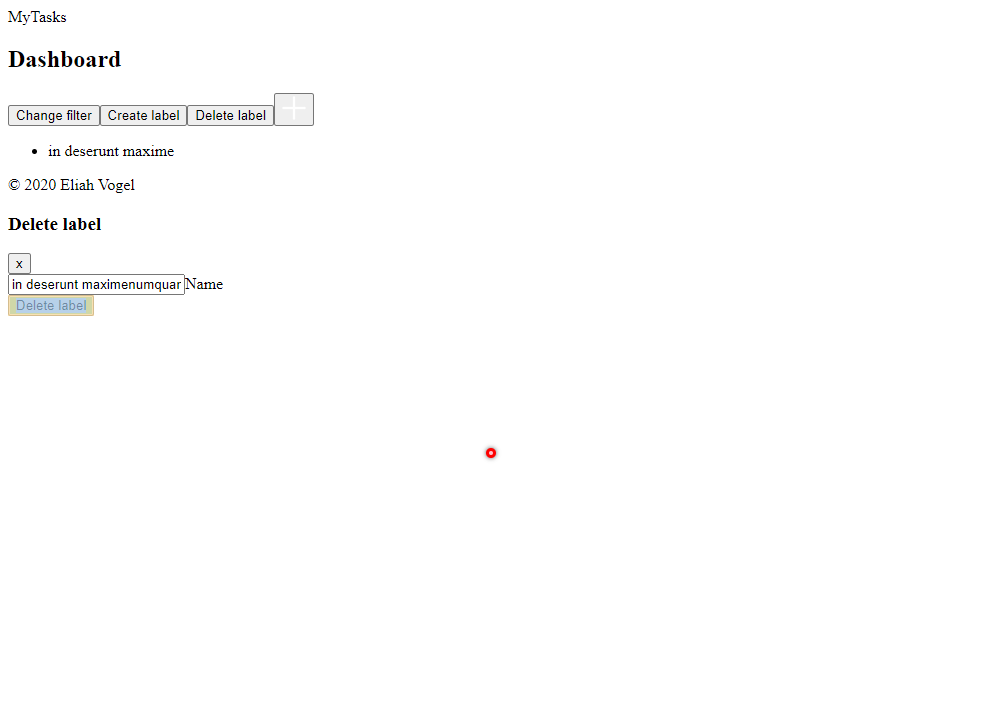 MyTasks
Dashboard
Change filter Create label Delete label
in deserunt maxime
© 2020 Eliah Vogel
Delete label
x
in deserunt maximenumquar Name
Delete label